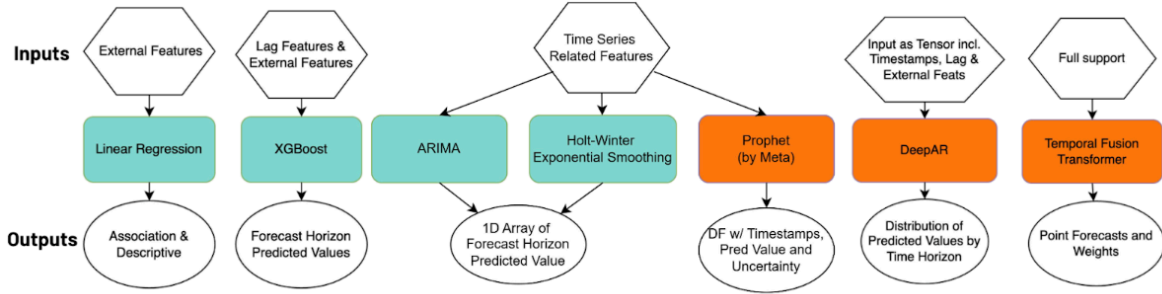 Inputs
External Features
Lag Features &
External Features
Time Series
Related Features
Input as Tensor incl.
Timestamps, Lag &
External Feats
Full support
Linear Regression
XGBoost
ARIMA
Holt-Winter
Exponential Smoothing
Prophet
(by Meta)
DeepAR
Temporal Fusion
Transformer
Outputs
Association &
Descriptive
Forecast Horizon
Predicted Values
1D Array of
Forecast Horizon
Predicted Value
DF w/ Timestamps,
Pred Value and
Uncertainty
Distribution of
Predicted Values by
Time Horizon
Point Forecasts and
Weights